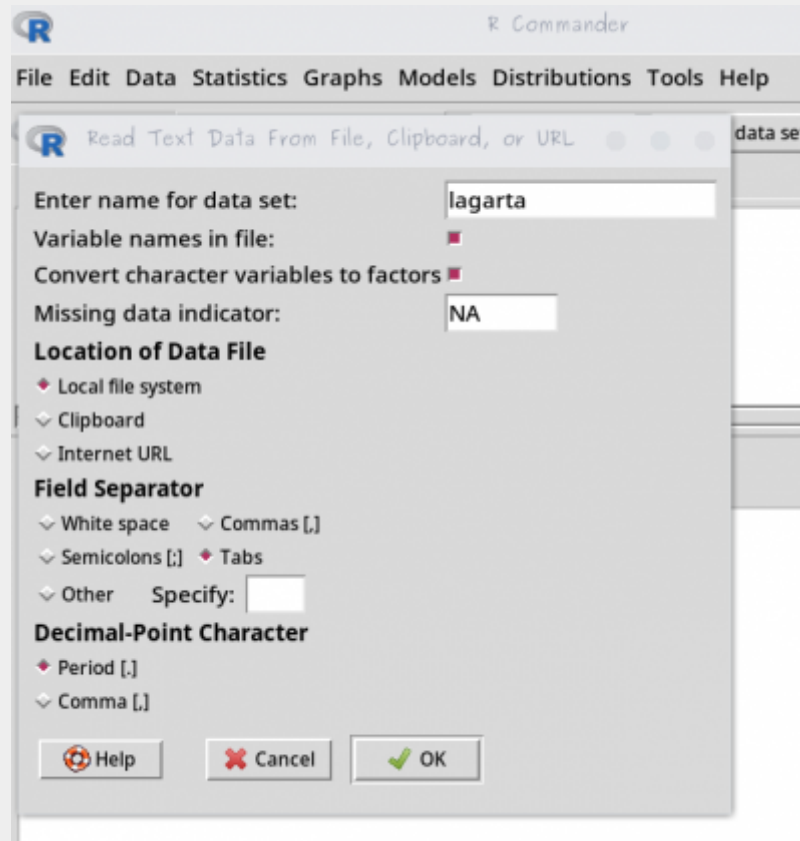 R Commander
File Edit Data Statistics Graphs Models Distributions Tools Help
data se
Read Text Data From File, Clipboard, or URL
Enter name for data set: lagarta
Variable names in file:
Convert character variables to factors
Missing data indicator: NA
Location of Data File
Local file system
Clipboard
Internet URL
Field Separator
White space Commas [,]
Semicolons [;] Tabs
Other Specify:
Decimal-Point Character
Period [.]
Comma [,]
Help Cancel OK